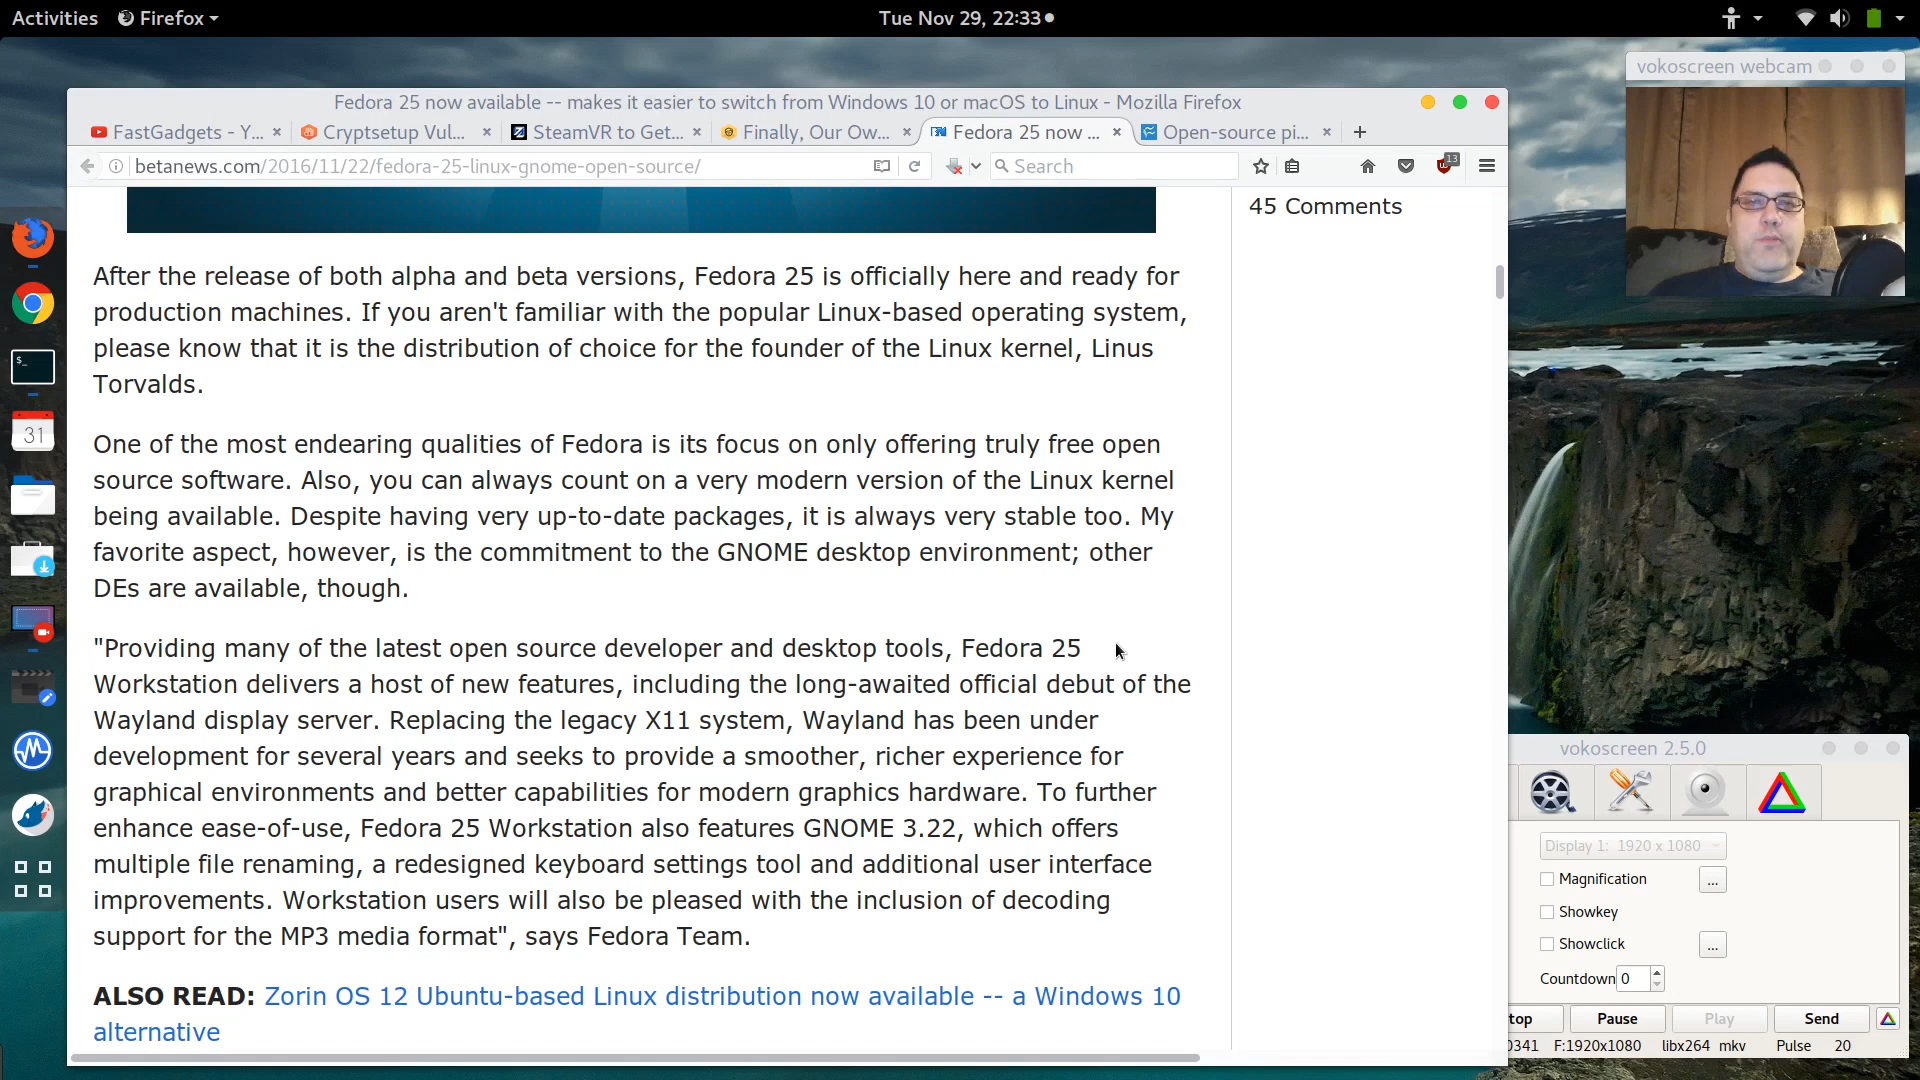 Activities Firefox Tue Nov 29, 22:33
vokoscreen webcam
Fedora 25 now available -- makes it easier to switch from Windows 10 or macOS to Linux - Mozilla Firefox
FastGadgets - Y... Cryptsetup Vul... SteamVR to Get... Finally, Our Ow... Fedora 25 now ... Open-source pi...
betanews.com/2016/11/22/fedora-25-linux-gnome-open-source/ Search 13
45 Comments
After the release of both alpha and beta versions, Fedora 25 is officially here and ready for
production machines. If you aren't familiar with the popular Linux-based operating system,
please know that it is the distribution of choice for the founder of the Linux kernel, Linus
Torvalds.
One of the most endearing qualities of Fedora is its focus on only offering truly free open
source software. Also, you can always count on a very modern version of the Linux kernel
being available. Despite having very up-to-date packages, it is always very stable too. My
favorite aspect, however, is the commitment to the GNOME desktop environment; other
DEs are available, though.
"Providing many of the latest open source developer and desktop tools, Fedora 25
Workstation delivers a host of new features, including the long-awaited official debut of the
Wayland display server. Replacing the legacy X11 system, Wayland has been under
development for several years and seeks to provide a smoother, richer experience for
graphical environments and better capabilities for modern graphics hardware. To further
enhance ease-of-use, Fedora 25 Workstation also features GNOME 3.22, which offers
multiple file renaming, a redesigned keyboard settings tool and additional user interface
improvements. Workstation users will also be pleased with the inclusion of decoding
support for the MP3 media format", says Fedora Team.
ALSO READ: Zorin OS 12 Ubuntu-based Linux distribution now available -- a Windows 10
alternative
31
vokoscreen 2.5.0
Display 1: 1920 x 1080
Magnification ...
Showkey
Showclick ...
Countdown 0
top Pause Play Send
0341 F:1920x1080 libx264 mkv Pulse 20